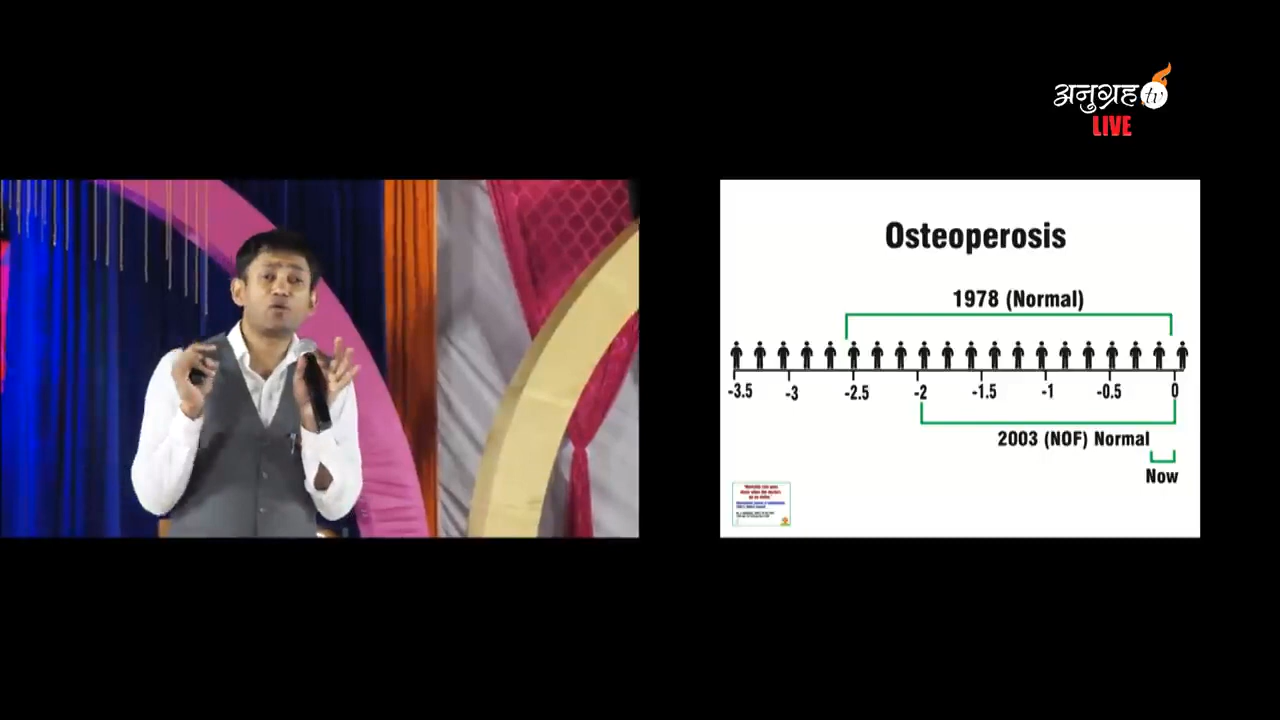 अनुग्रह tv
LIVE
Osteoperosis
1978 (Normal)
-3.5 -3 -2.5 -2 -1.5 -1 -0.5 0
2003 (NOF) Normal
Now